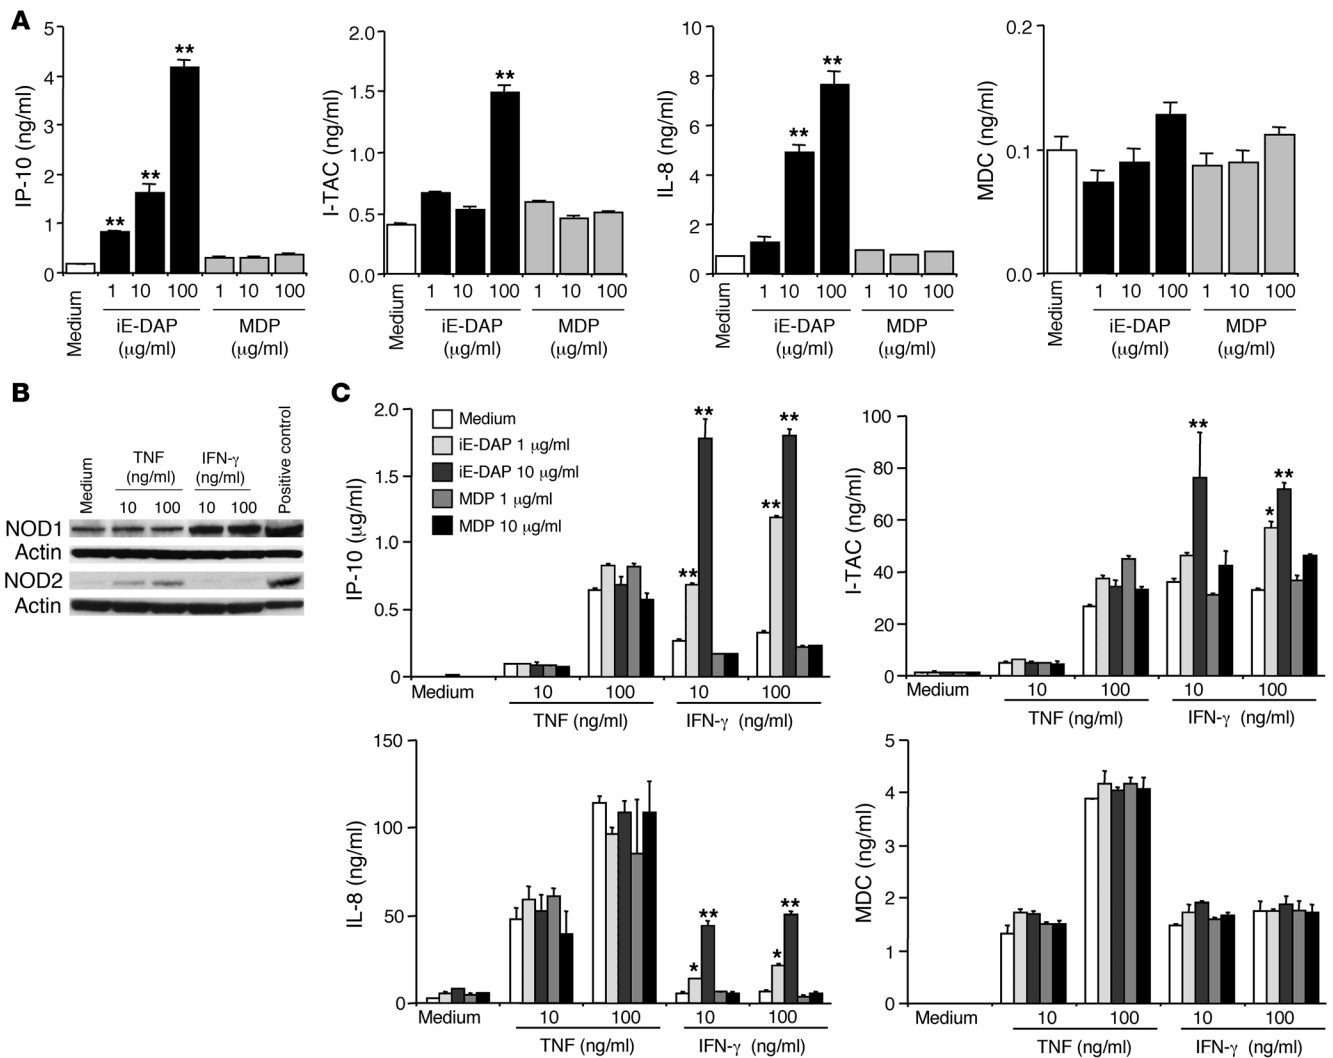 A
IP-10 (ng/ml)
5
4
3
2
1
0
** ** **
Medium
1 10 100 1 10 100
iE-DAP MDP
(μg/ml) (μg/ml)
I-TAC (ng/ml)
2.0
1.5
1.0
0.5
0.0
**
Medium
1 10 100 1 10 100
iE-DAP MDP
(μg/ml) (μg/ml)
IL-8 (ng/ml)
10
8
6
4
2
0
** **
Medium
1 10 100 1 10 100
iE-DAP MDP
(μg/ml) (μg/ml)
MDC (ng/ml)
0.2
0.1
0.0
Medium
1 10 100 1 10 100
iE-DAP MDP
(μg/ml) (μg/ml)
B
Medium
TNF
(ng/ml)
IFN-γ
(ng/ml)
Positive control
10 100 10 100
NOD1
Actin
NOD2
Actin
C
IP-10 (μg/ml)
2.0
1.5
1.0
0.5
0
Medium
iE-DAP 1 μg/ml
iE-DAP 10 μg/ml
MDP 1 μg/ml
MDP 10 μg/ml
** ** ** **
Medium 10 100 10 100
TNF (ng/ml) IFN-γ (ng/ml)
I-TAC (ng/ml)
100
80
60
40
20
0
** * **
Medium 10 100 10 100
TNF (ng/ml) IFN-γ (ng/ml)
IL-8 (ng/ml)
150
100
50
0
* ** * **
Medium 10 100 10 100
TNF (ng/ml) IFN-γ (ng/ml)
MDC (ng/ml)
5
4
3
2
1
0
Medium 10 100 10 100
TNF (ng/ml) IFN-γ (ng/ml)